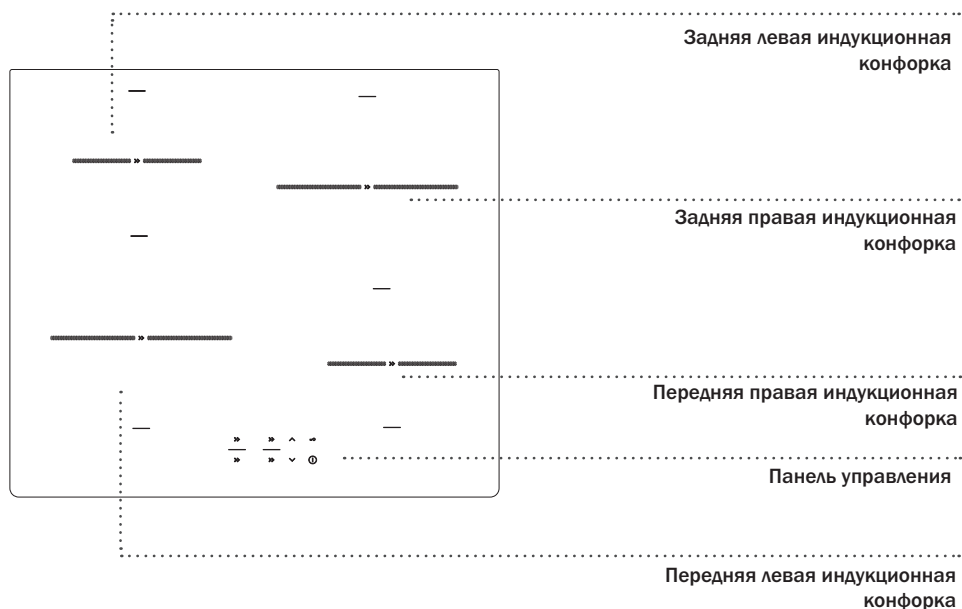 Задняя левая индукционная
конфорка
Задняя правая индукционная
конфорка
Передняя правая индукционная
конфорка
Панель управления
Передняя левая индукционная
конфорка